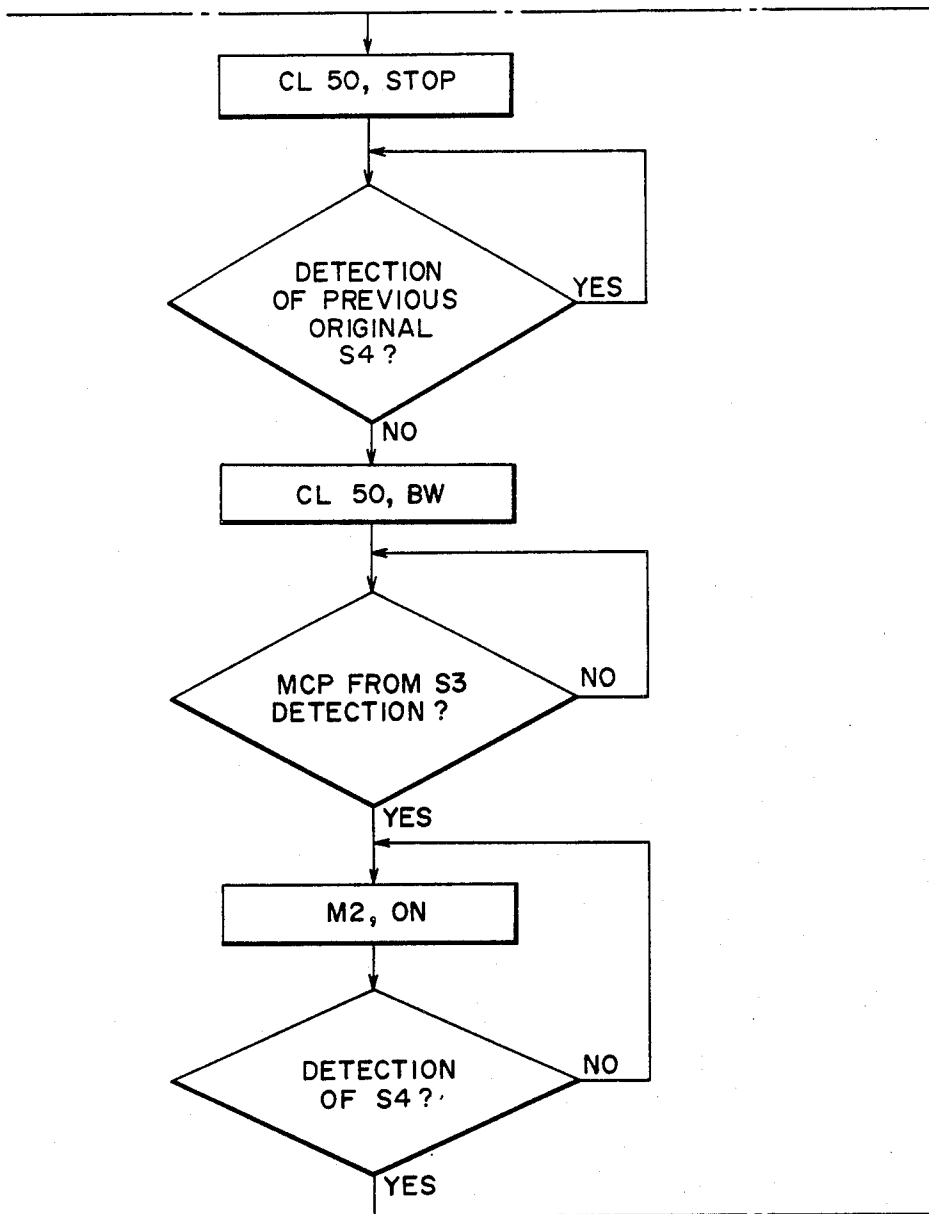 CL 50, STOP
DETECTION
OF PREVIOUS
ORIGINAL
S4?
YES
NO
CL 50, BW
MCP FROM S3
DETECTION?
NO
YES
M2, ON
DETECTION
OF S4?
NO
YES